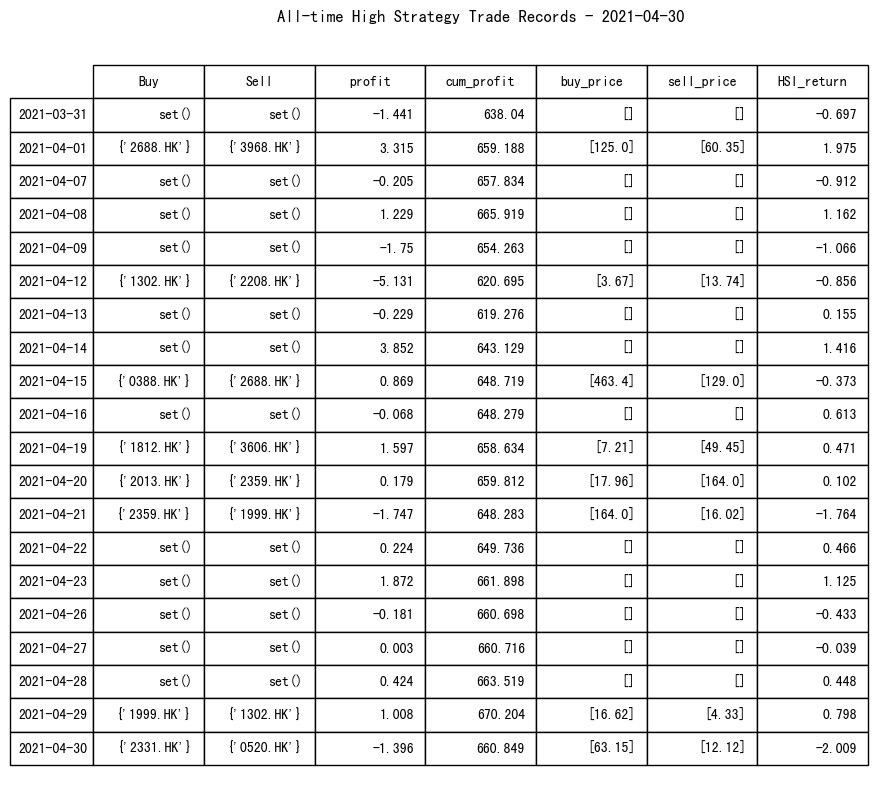 All-time High Strategy Trade Records - 2021-04-30
Buy Sell profit cum_profit buy_price sell_price HSI_return
2021-03-31 set() set() -1.441 638.04 [] [] -0.697
2021-04-01 {'2688.HK'} {'3968.HK'} 3.315 659.188 [125.0] [60.35] 1.975
2021-04-07 set() set() -0.205 657.834 [] [] -0.912
2021-04-08 set() set() 1.229 665.919 [] [] 1.162
2021-04-09 set() set() -1.75 654.263 [] [] -1.066
2021-04-12 {'1302.HK'} {'2208.HK'} -5.131 620.695 [3.67] [13.74] -0.856
2021-04-13 set() set() -0.229 619.276 [] [] 0.155
2021-04-14 set() set() 3.852 643.129 [] [] 1.416
2021-04-15 {'0388.HK'} {'2688.HK'} 0.869 648.719 [463.4] [129.0] -0.373
2021-04-16 set() set() -0.068 648.279 [] [] 0.613
2021-04-19 {'1812.HK'} {'3606.HK'} 1.597 658.634 [7.21] [49.45] 0.471
2021-04-20 {'2013.HK'} {'2359.HK'} 0.179 659.812 [17.96] [164.0] 0.102
2021-04-21 {'2359.HK'} {'1999.HK'} -1.747 648.283 [164.0] [16.02] -1.764
2021-04-22 set() set() 0.224 649.736 [] [] 0.466
2021-04-23 set() set() 1.872 661.898 [] [] 1.125
2021-04-26 set() set() -0.181 660.698 [] [] -0.433
2021-04-27 set() set() 0.003 660.716 [] [] -0.039
2021-04-28 set() set() 0.424 663.519 [] [] 0.448
2021-04-29 {'1999.HK'} {'1302.HK'} 1.008 670.204 [16.62] [4.33] 0.798
2021-04-30 {'2331.HK'} {'0520.HK'} -1.396 660.849 [63.15] [12.12] -2.009